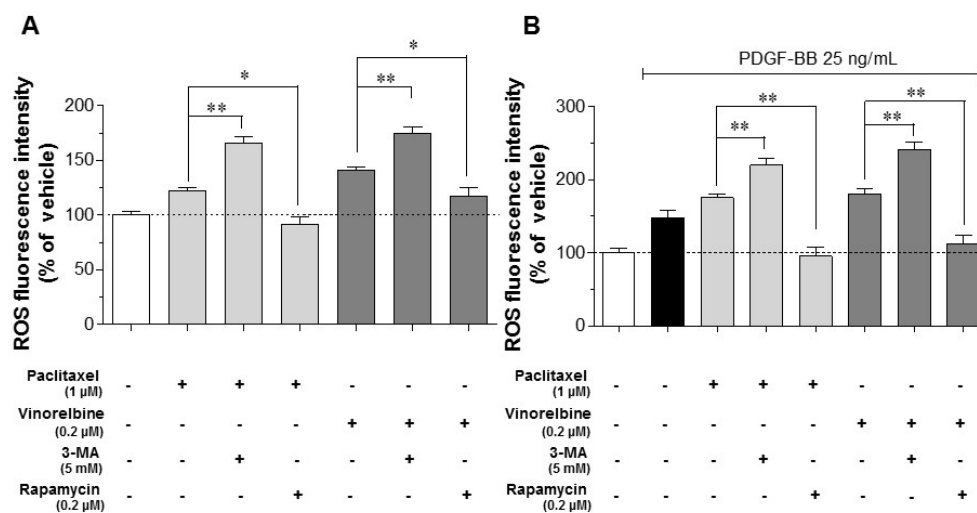 A
ROS fluorescence intensity
(% of vehicle)
200
150
100
50
0
*
**
*
**
Paclitaxel
(1 µM)
- + + + - - -
Vinorelbine
(0.2 µM)
- - - - + + +
3-MA
(5 mM)
- - + - - + -
Rapamycin
(0.2 µM)
- - - + - - +
B
PDGF-BB 25 ng/mL
ROS fluorescence intensity
(% of vehicle)
300
200
100
0
**
**
**
**
Paclitaxel
(1 µM)
- - + + + - - -
Vinorelbine
(0.2 µM)
- - - - - + + +
3-MA
(5 mM)
- - - + - - + -
Rapamycin
(0.2 µM)
- - - - + - - +